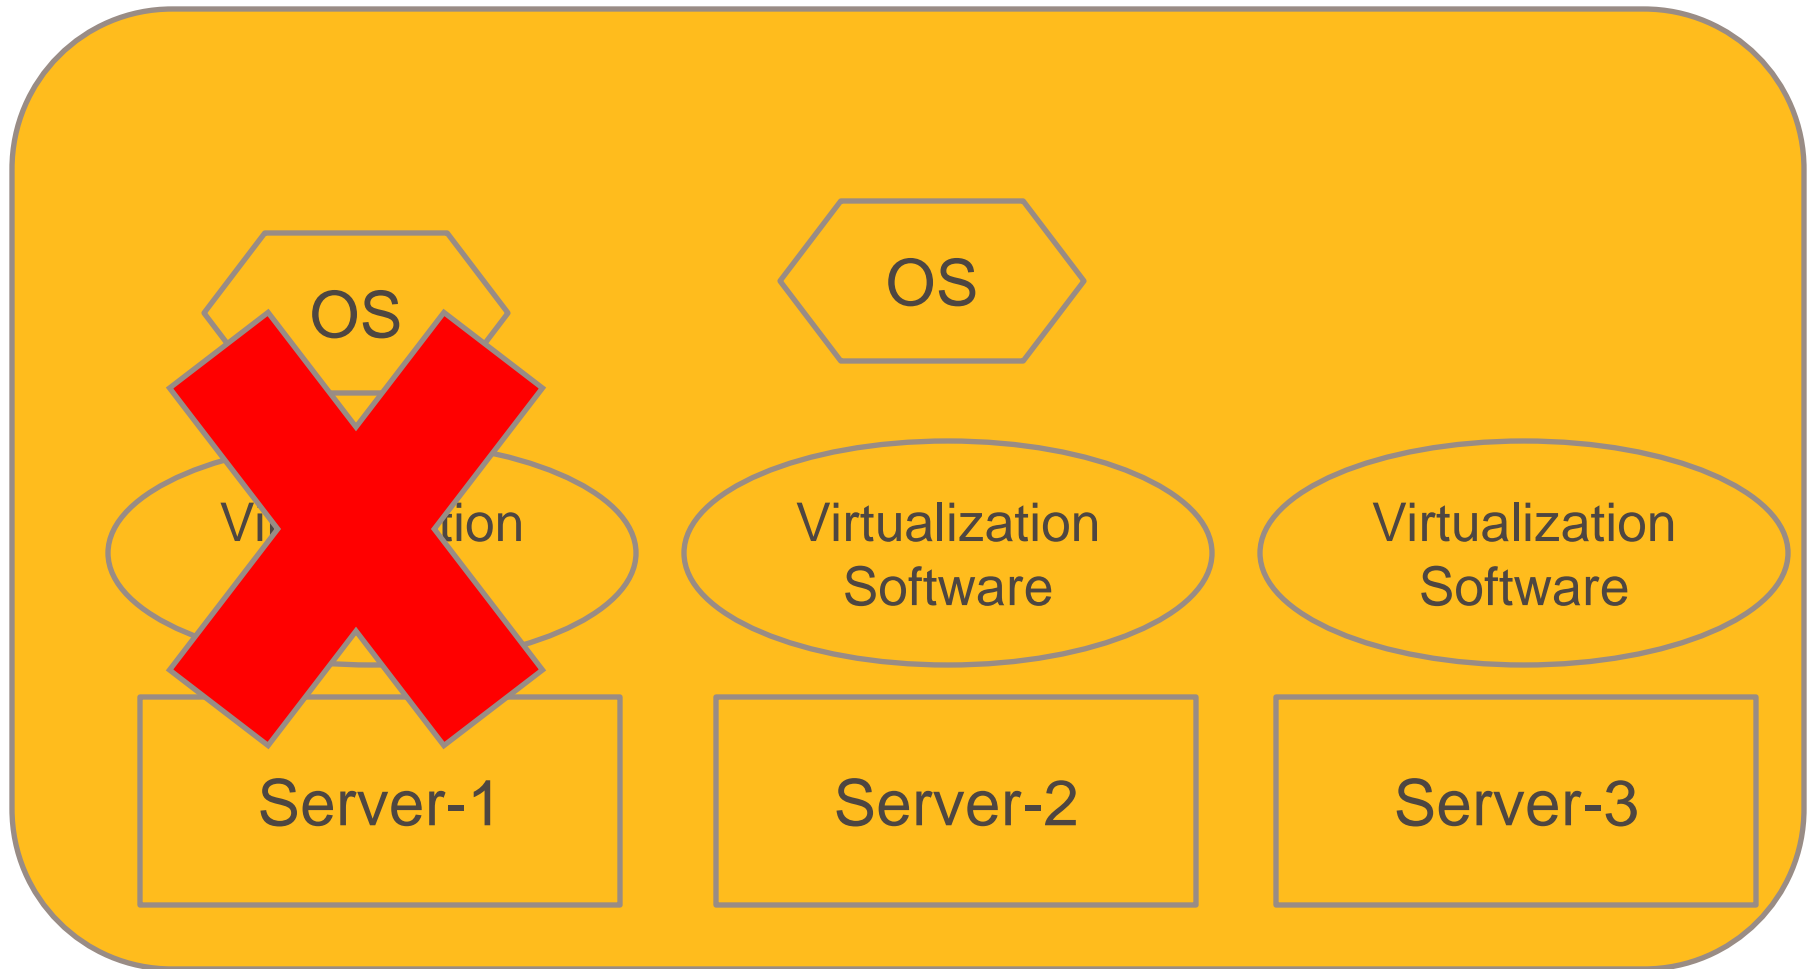 OS
OS
Virtualization
Software
Virtualization
Software
Server-1
Server-2
Server-3